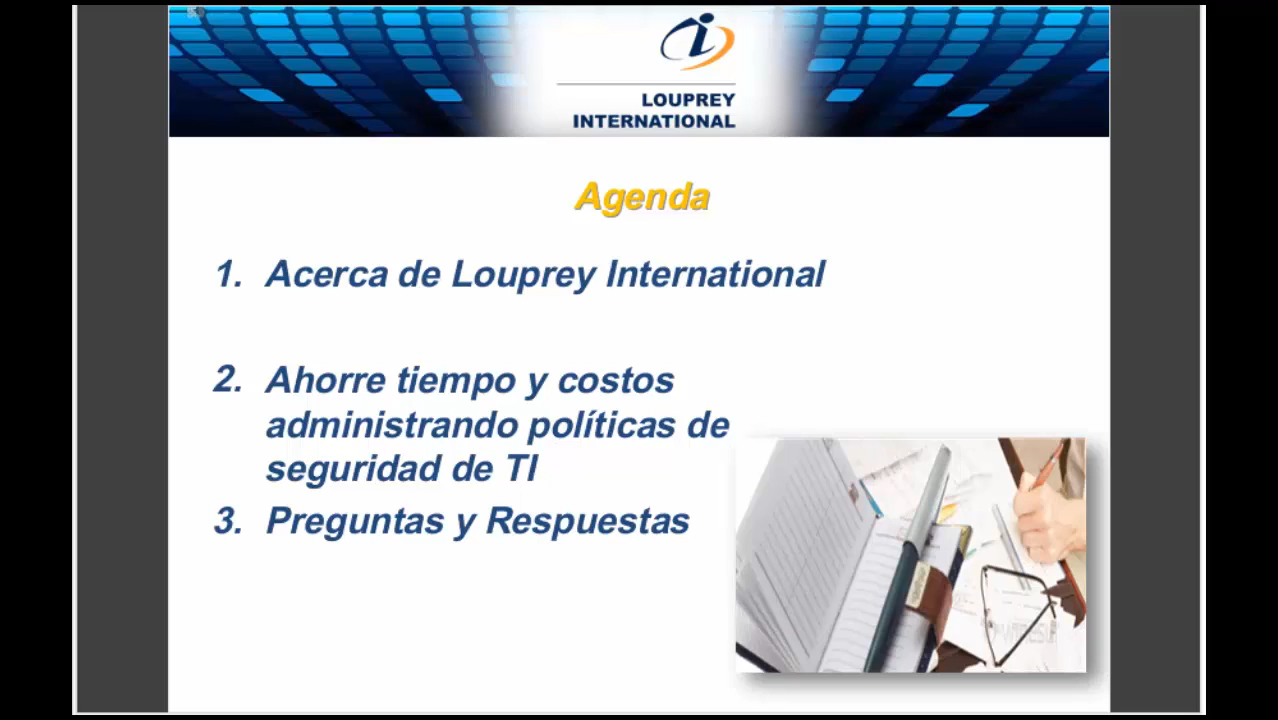 LOUPREY
INTERNATIONAL
Agenda
1. Acerca de Louprey International
2. Ahorre tiempo y costos
administrando políticas de
seguridad de TI
3. Preguntas y Respuestas